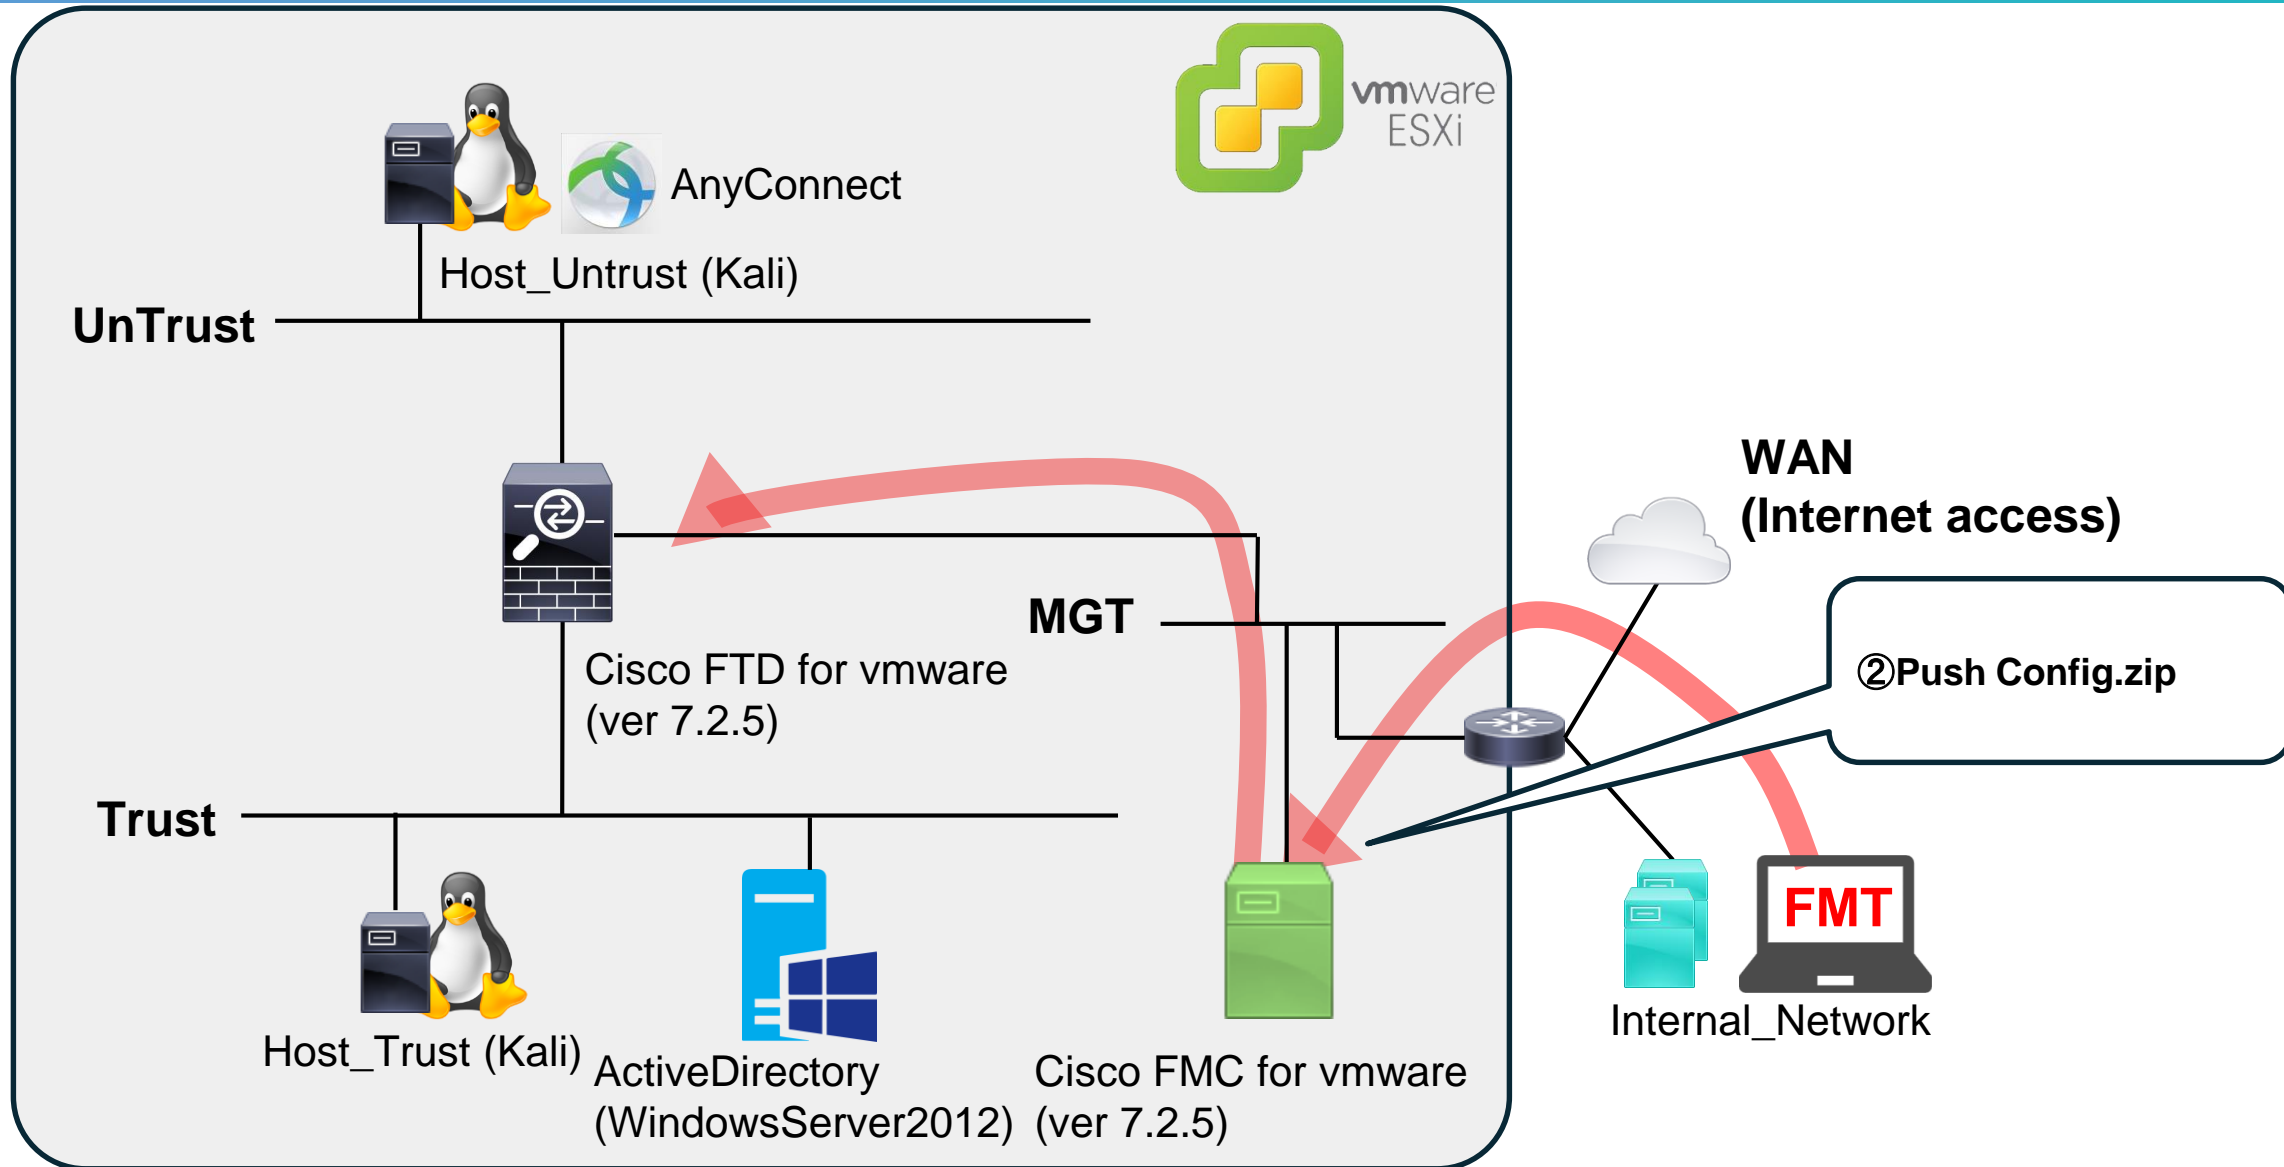 vmware
ESXi
AnyConnect
Host_Untrust (Kali)
UnTrust
WAN
(Internet access)
MGT
②Push Config.zip
Cisco FTD for vmware
(ver 7.2.5)
Trust
FMT
Internal_Network
Host_Trust (Kali)
ActiveDirectory
(WindowsServer2012)
Cisco FMC for vmware
(ver 7.2.5)